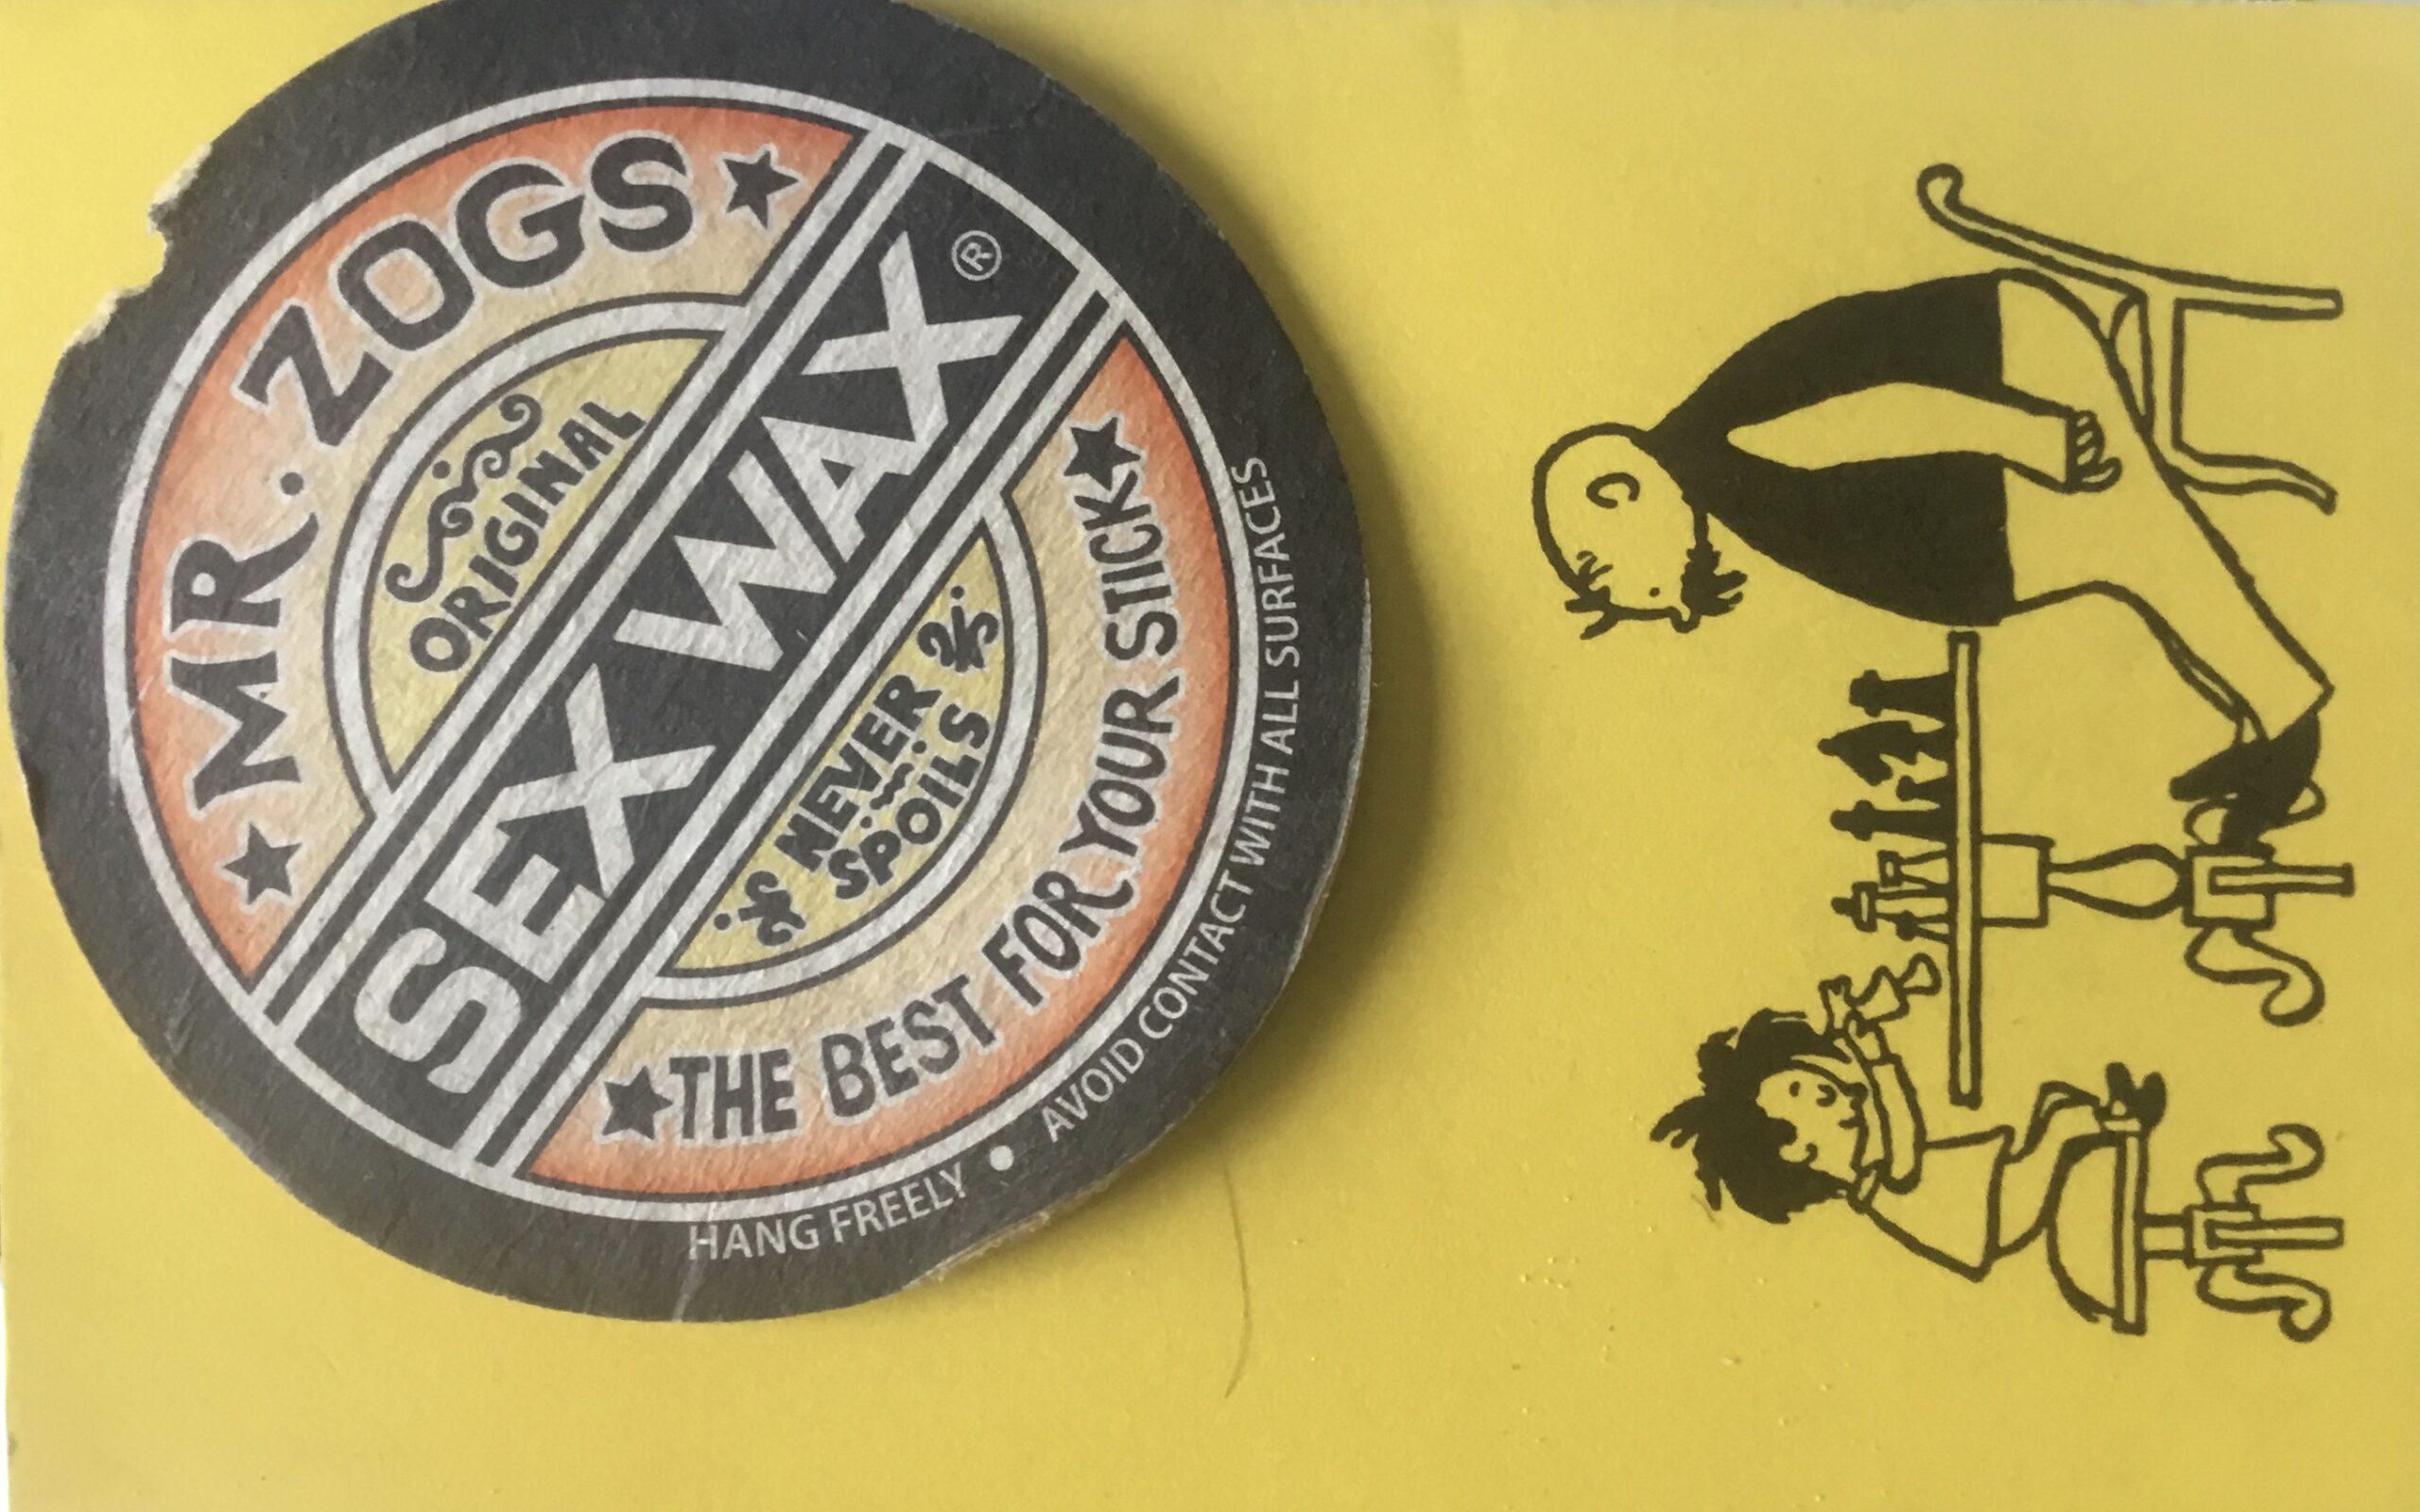 MR. ZOGS
ORIGINAL
SEX WAX®
NEVER
SPOILS
THE BEST FOR YOUR STICK
HANG FREELY • AVOID CONTACT WITH ALL SURFACES